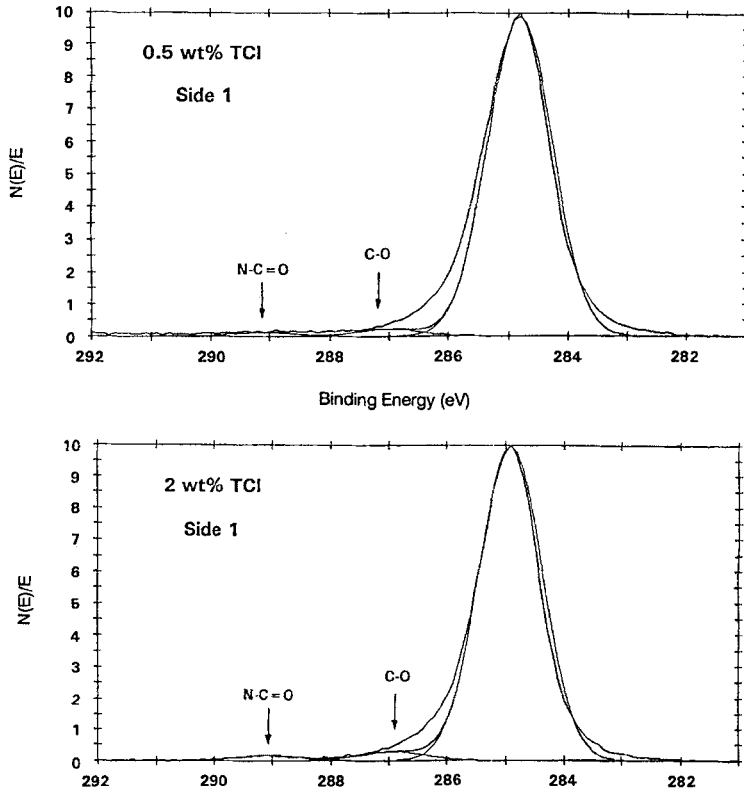 10
0.5 wt% TCI
9
Side 1
8
7
6
N(E)/E
5
4
3
N-C=O
C-O
2
1
0
292 290 288 286 284 282
Binding Energy (eV)
10
2 wt% TCI
9
Side 1
8
7
6
N(E)/E
5
4
3
C-O
N-C=O
2
1
0
292 290 288 286 284 282